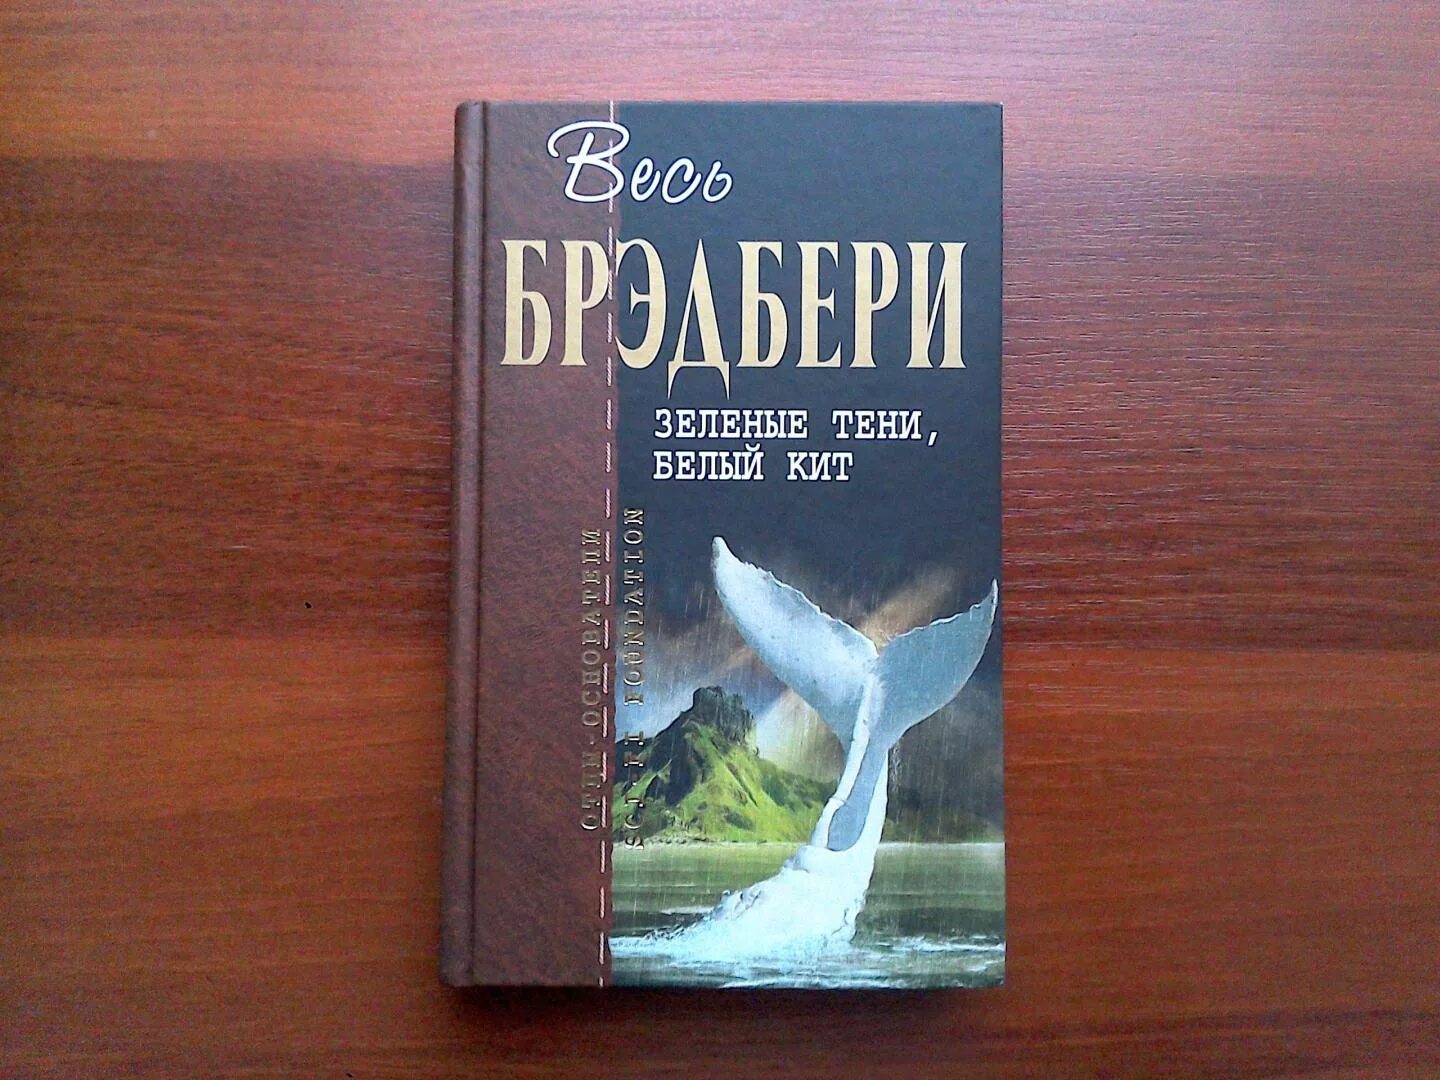 Весь
БРЭДБЕРИ
ЗЕЛЕНЫЕ ТЕНИ,
БЕЛЫЙ КИТ
ОТЦЫ-ОСНОВАТЕЛИ
SCI-FI FOUNDATION